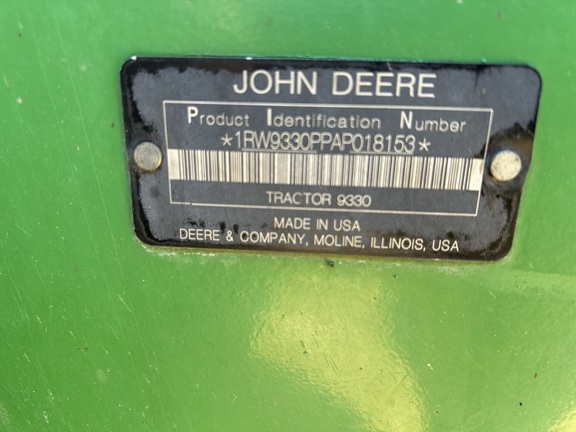 JOHN DEERE
Product Identification Number
*1RW9330PPAP018153*
TRACTOR 9330
MADE IN USA
DEERE & COMPANY, MOLINE, ILLINOIS, USA